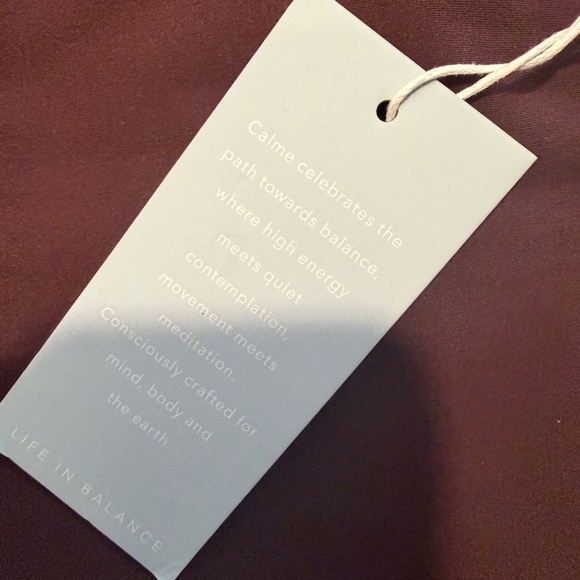 Calme celebrates the
path towards balance,
where high energy
meets quiet
contemplation,
movement meets
meditation.
Consciously crafted for
mind, body and
the earth.
LIFE IN BALANCE